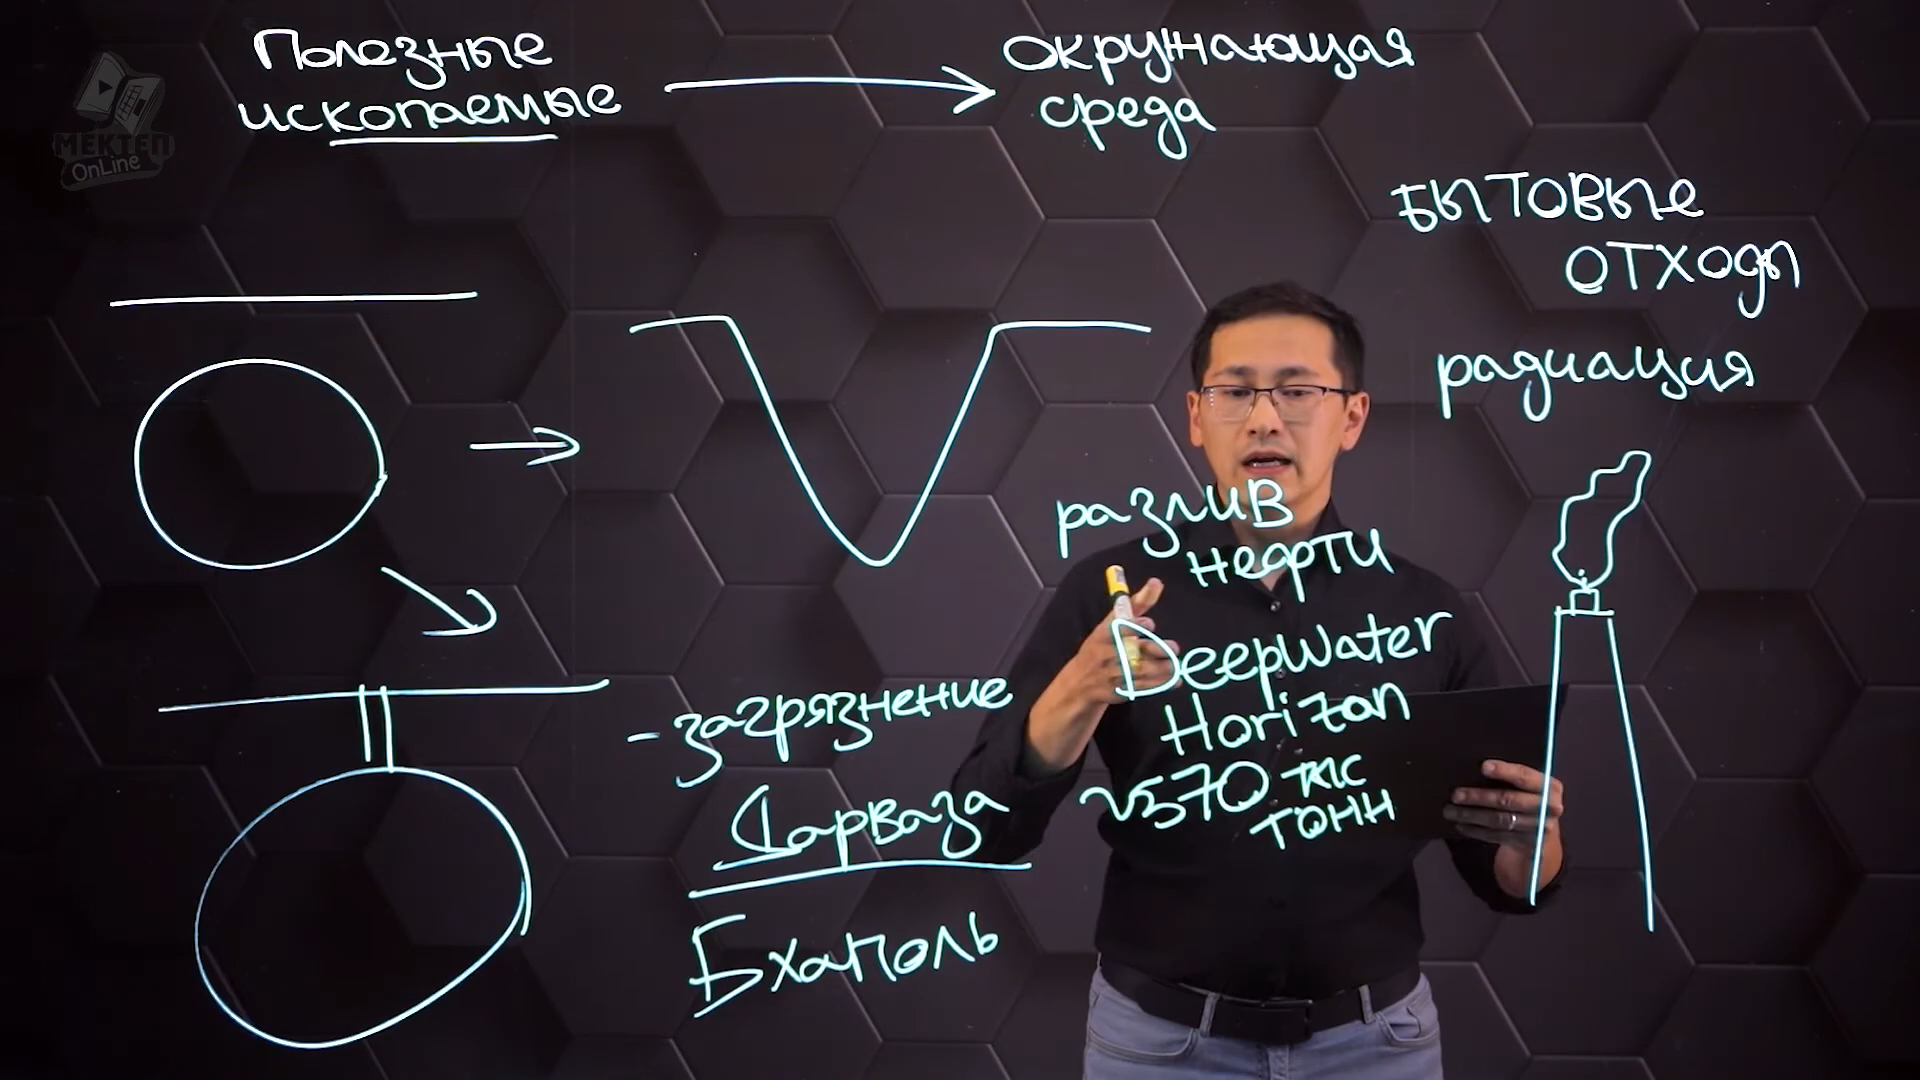 Полезные
ископаемые
окружающая
среда
МЕКТЕП
OnLine
бытовые
отходы
радиация
разлив
нефти
DeepWater
Horizon
~570 тыс
тонн
- загрязнение
Дарваза
Бхаполь